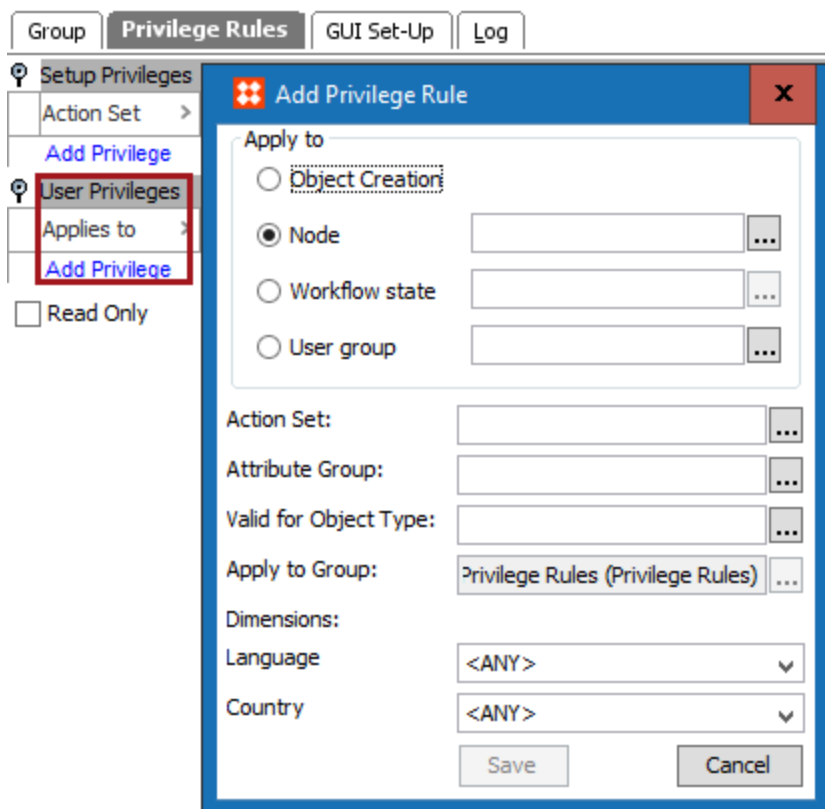 Group Privilege Rules GUI Set-Up Log
Setup Privileges
Action Set >
Add Privilege
User Privileges
Applies to >
Add Privilege
Read Only
Add Privilege Rule x
Apply to
Object Creation
Node ...
Workflow state ...
User group ...
Action Set: ...
Attribute Group: ...
Valid for Object Type: ...
Apply to Group: Privilege Rules (Privilege Rules) ...
Dimensions:
Language <ANY>
Country <ANY>
Save Cancel